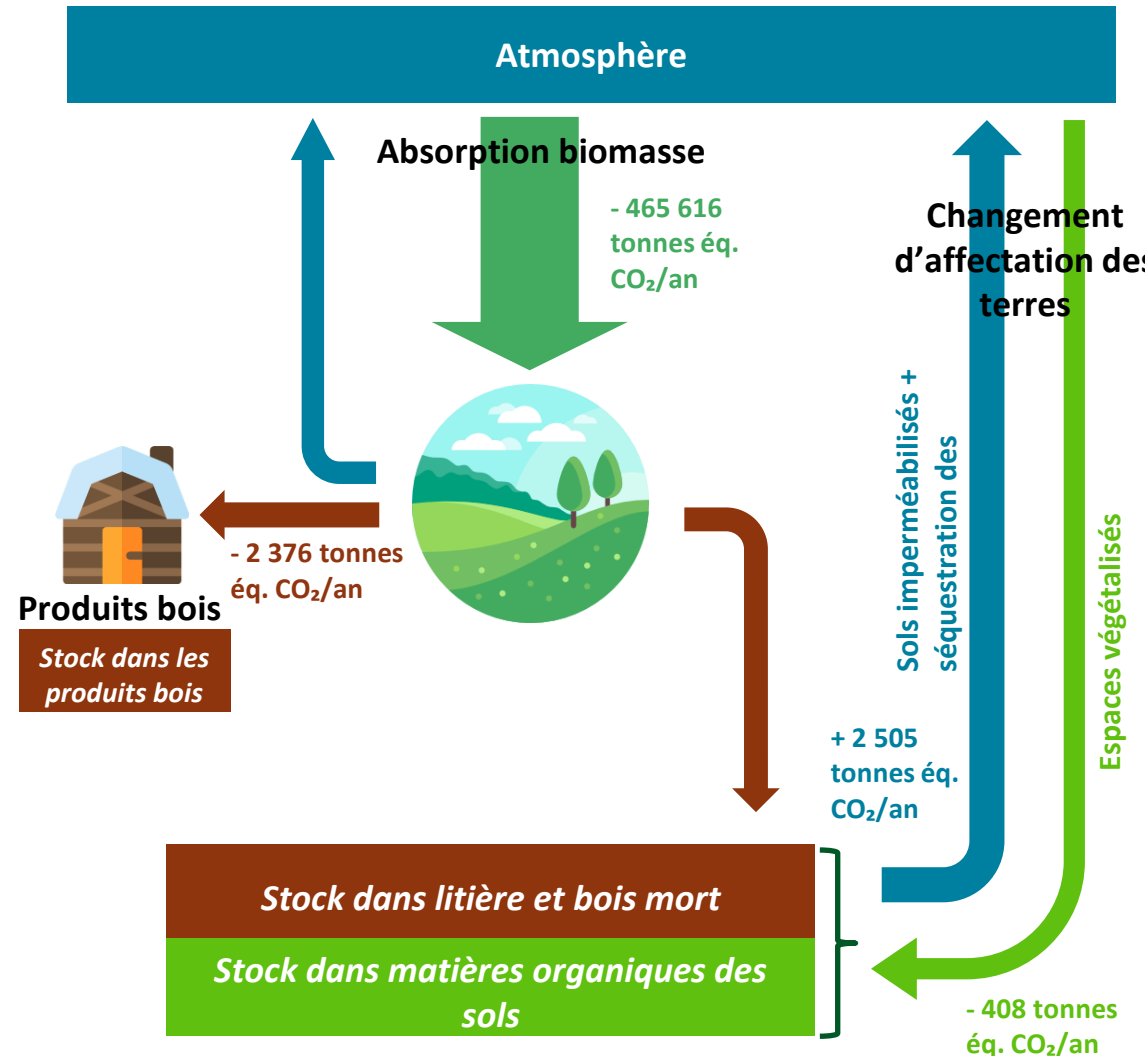 Atmosphère
Absorption biomasse
- 465 616
tonnes éq.
CO₂/an
Changement
d'affectation des
terres
Sols imperméabilisés +
séquestration des
Espaces végétalisés
- 2 376 tonnes
éq. CO₂/an
Produits bois
Stock dans les
produits bois
+ 2 505
tonnes éq.
CO₂/an
Stock dans litière et bois mort
Stock dans matières organiques des
sols
- 408 tonnes
éq. CO₂/an